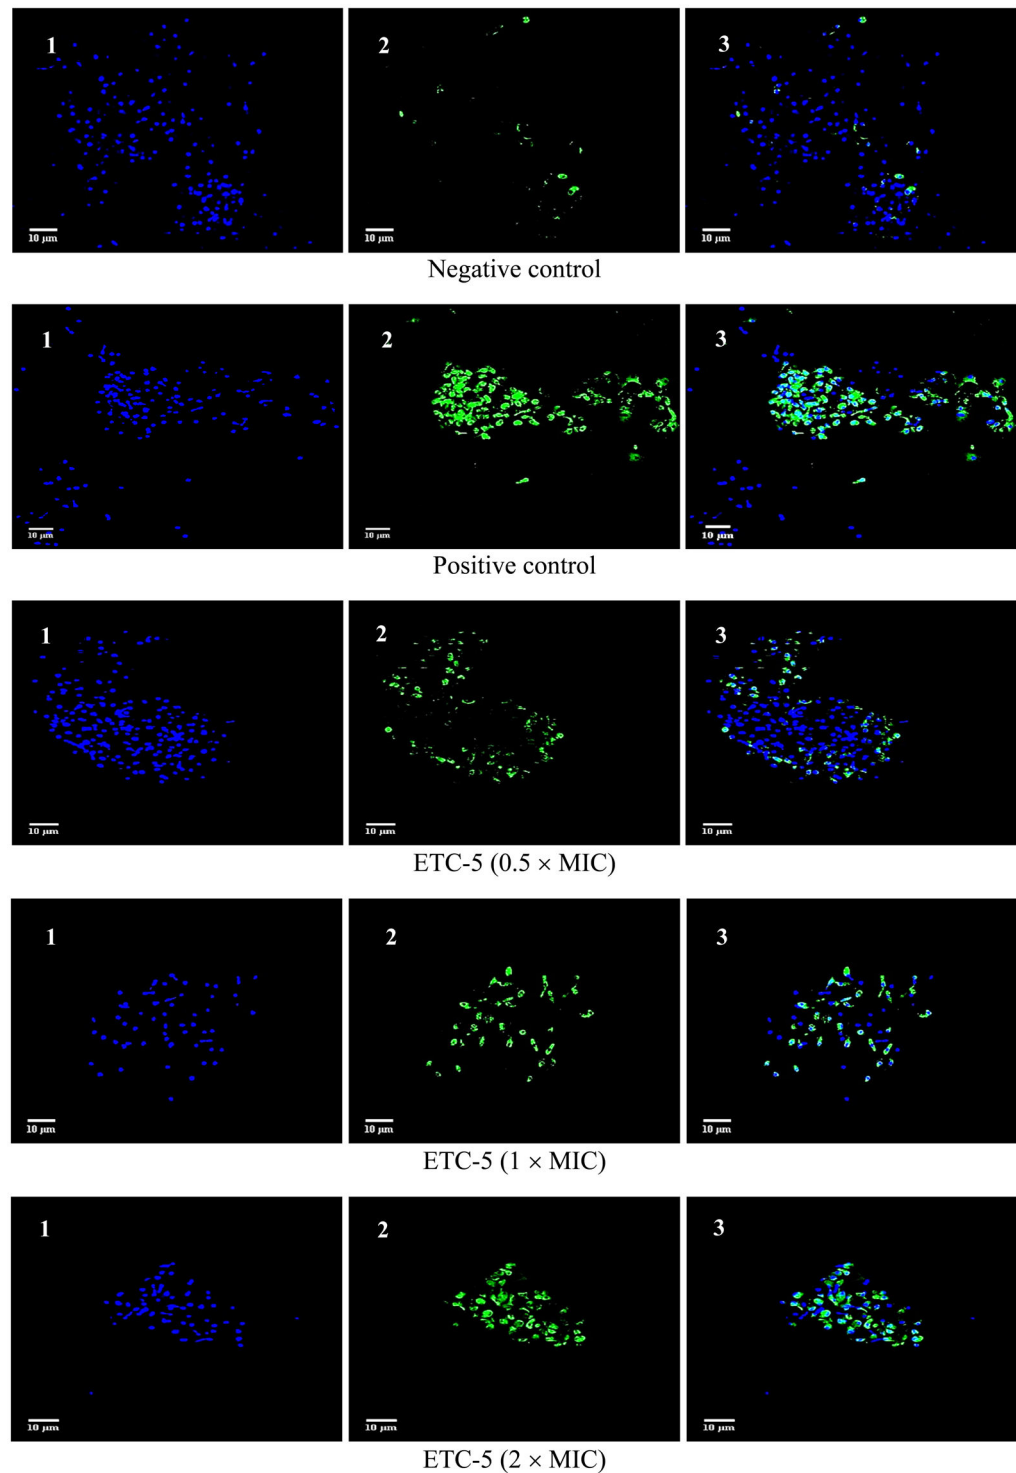 1 2 3
10 μm 10 μm 10 μm
Negative control
1 2 3
10 μm 10 μm 10 μm
Positive control
1 2 3
10 μm 10 μm 10 μm
ETC-5 (0.5 × MIC)
1 2 3
10 μm 10 μm 10 μm
ETC-5 (1 × MIC)
1 2 3
10 μm 10 μm 10 μm
ETC-5 (2 × MIC)